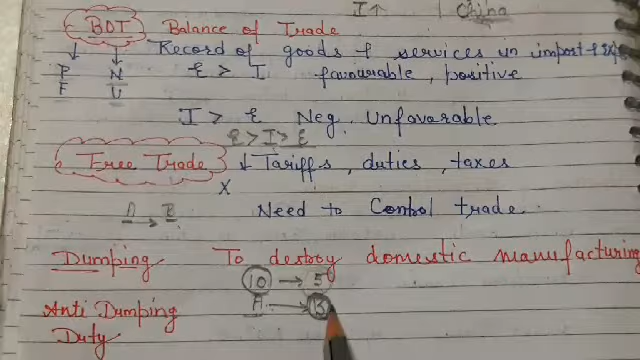 I↑ China
BOT Balance of Trade
↓ ↓ Record of goods & services in import &
P N E > I favourable, positive
F U
I > E Neg. Unfavorable
E > I > E
Free Trade ↓ Tariffs, duties, taxes
X
A → B Need to Control trade.
Dumping To destroy domestic manufacturing
10 → 5
Anti Dumping A → 15
Duty